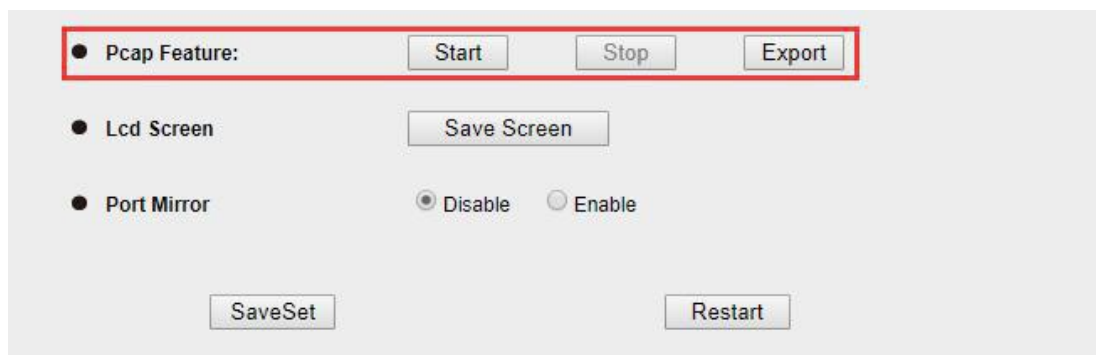 Pcap Feature: Start Stop Export
Lcd Screen Save Screen
Port Mirror Disable Enable
SaveSet Restart